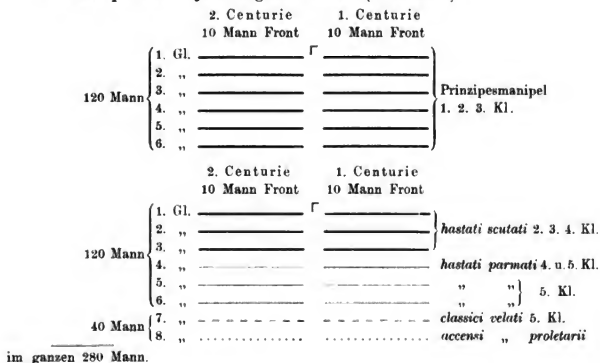 2. Centurie 1. Centurie
10 Mann Front 10 Mann Front
1. Gl.
2. „
120 Mann 3. „ Prinzipesmanipel
4. „ 1. 2. 3. Kl.
5. „
6. „
2. Centurie 1. Centurie
10 Mann Front 10 Mann Front
1. Gl.
2. „ hastati scutati 2. 3. 4. Kl.
3. „
120 Mann
4. „ hastati parmati 4. u. 5. Kl.
5. „ „ „ 5. Kl.
6. „ „ „
40 Mann 7. „ classici velati 5. Kl.
8. „ accensi „ proletarii
im ganzen 280 Mann.